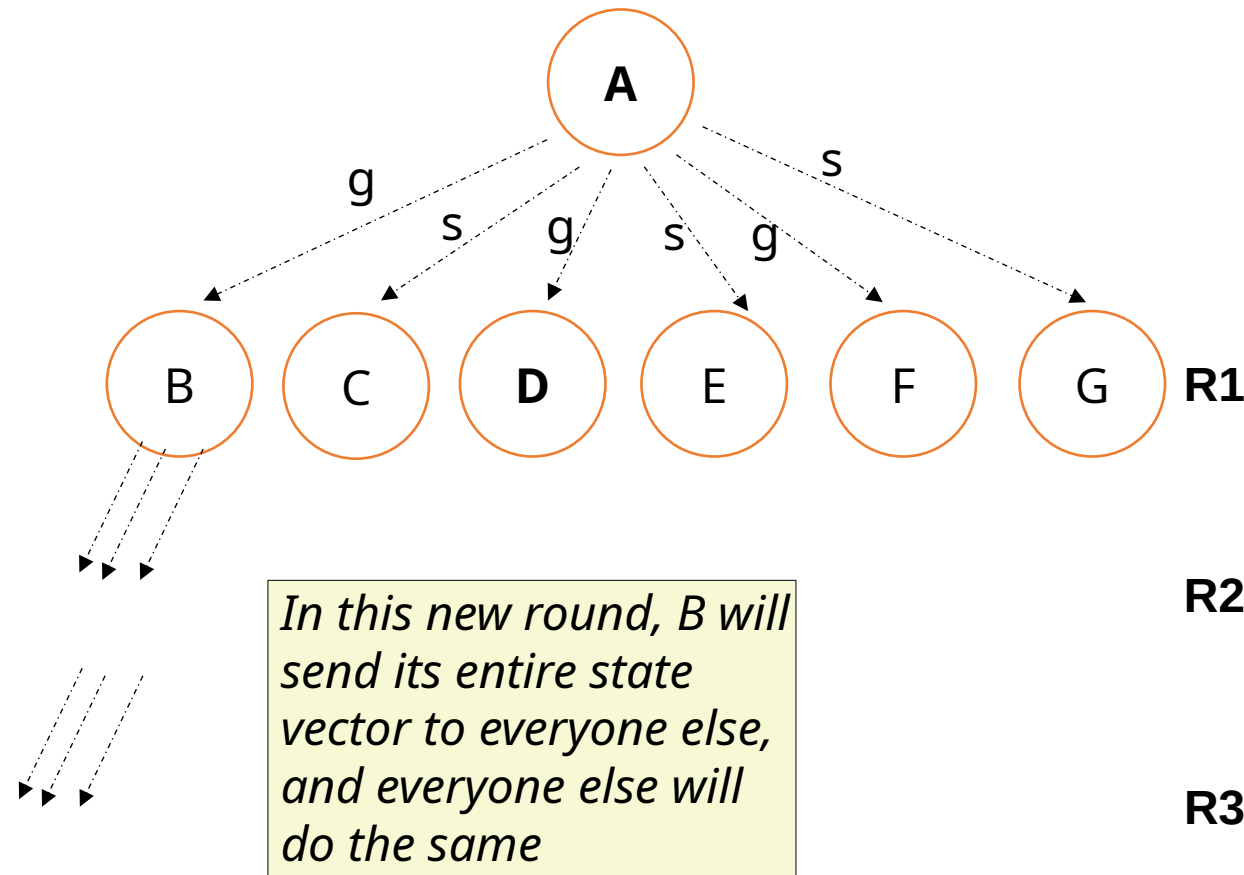 A
g
s
g
s
g
s
B
C
D
E
F
G
R1
R2
In this new round, B will
send its entire state
vector to everyone else,
and everyone else will
do the same
R3